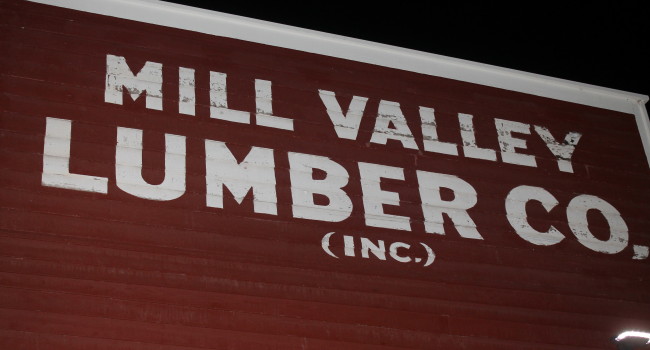 MILL VALLEY
LUMBER CO.
(INC.)